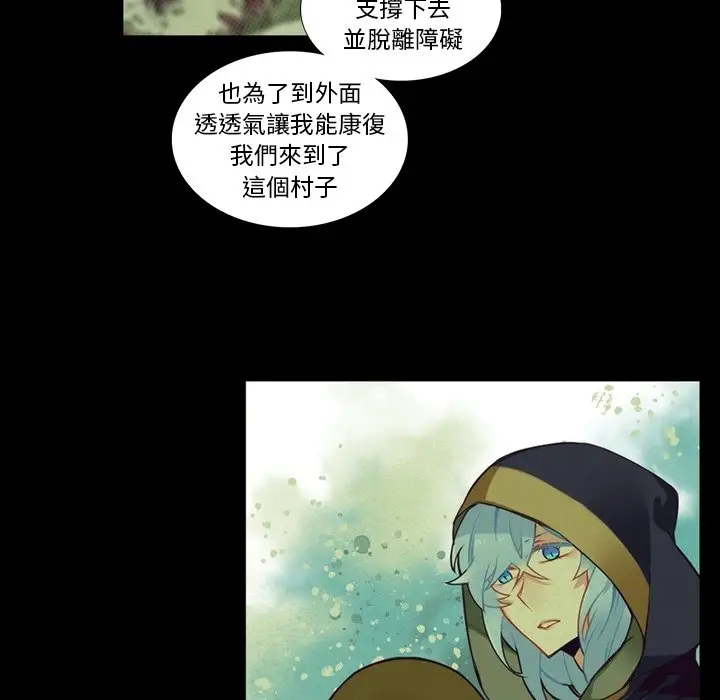 支撐下去
並脫離障礙
也為了到外面
透透氣讓我能康復
我們來到了
這個村子